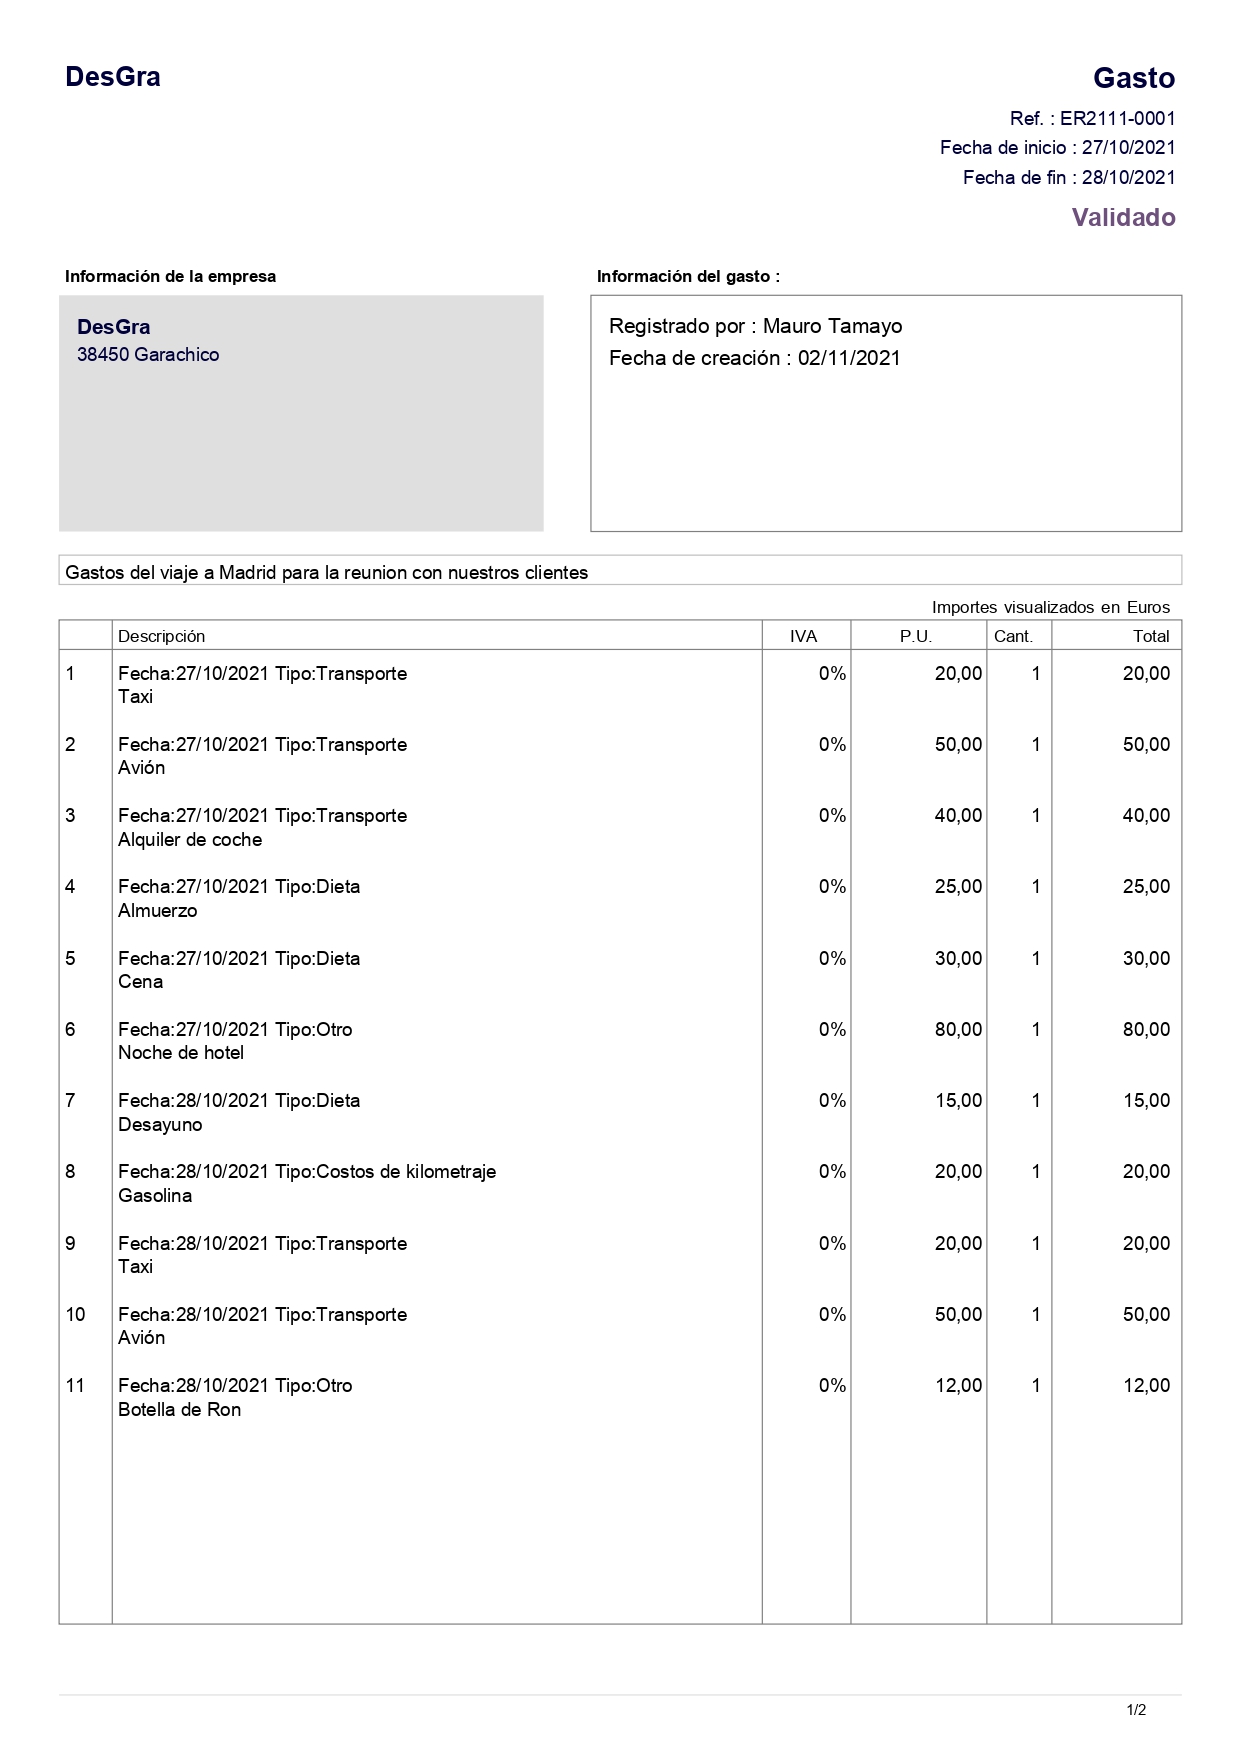 DesGra
Gasto
Ref. : ER2111-0001
Fecha de inicio : 27/10/2021
Fecha de fin : 28/10/2021
Validado
Información de la empresa
Información del gasto :
DesGra
38450 Garachico
Registrado por : Mauro Tamayo
Fecha de creación : 02/11/2021
Gastos del viaje a Madrid para la reunion con nuestros clientes
Importes visualizados en Euros
Descripción IVA P.U. Cant. Total
1 Fecha:27/10/2021 Tipo:Transporte 0% 20,00 1 20,00
Taxi
2 Fecha:27/10/2021 Tipo:Transporte 0% 50,00 1 50,00
Avión
3 Fecha:27/10/2021 Tipo:Transporte 0% 40,00 1 40,00
Alquiler de coche
4 Fecha:27/10/2021 Tipo:Dieta 0% 25,00 1 25,00
Almuerzo
5 Fecha:27/10/2021 Tipo:Dieta 0% 30,00 1 30,00
Cena
6 Fecha:27/10/2021 Tipo:Otro 0% 80,00 1 80,00
Noche de hotel
7 Fecha:28/10/2021 Tipo:Dieta 0% 15,00 1 15,00
Desayuno
8 Fecha:28/10/2021 Tipo:Costos de kilometraje 0% 20,00 1 20,00
Gasolina
9 Fecha:28/10/2021 Tipo:Transporte 0% 20,00 1 20,00
Taxi
10 Fecha:28/10/2021 Tipo:Transporte 0% 50,00 1 50,00
Avión
11 Fecha:28/10/2021 Tipo:Otro 0% 12,00 1 12,00
Botella de Ron
1/2